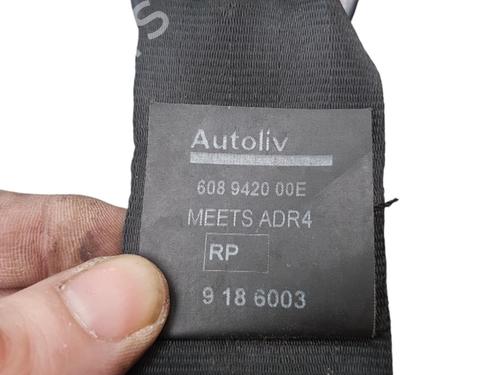 Autoliv
608 9420 00E
MEETS ADR4
RP
9 18 6003